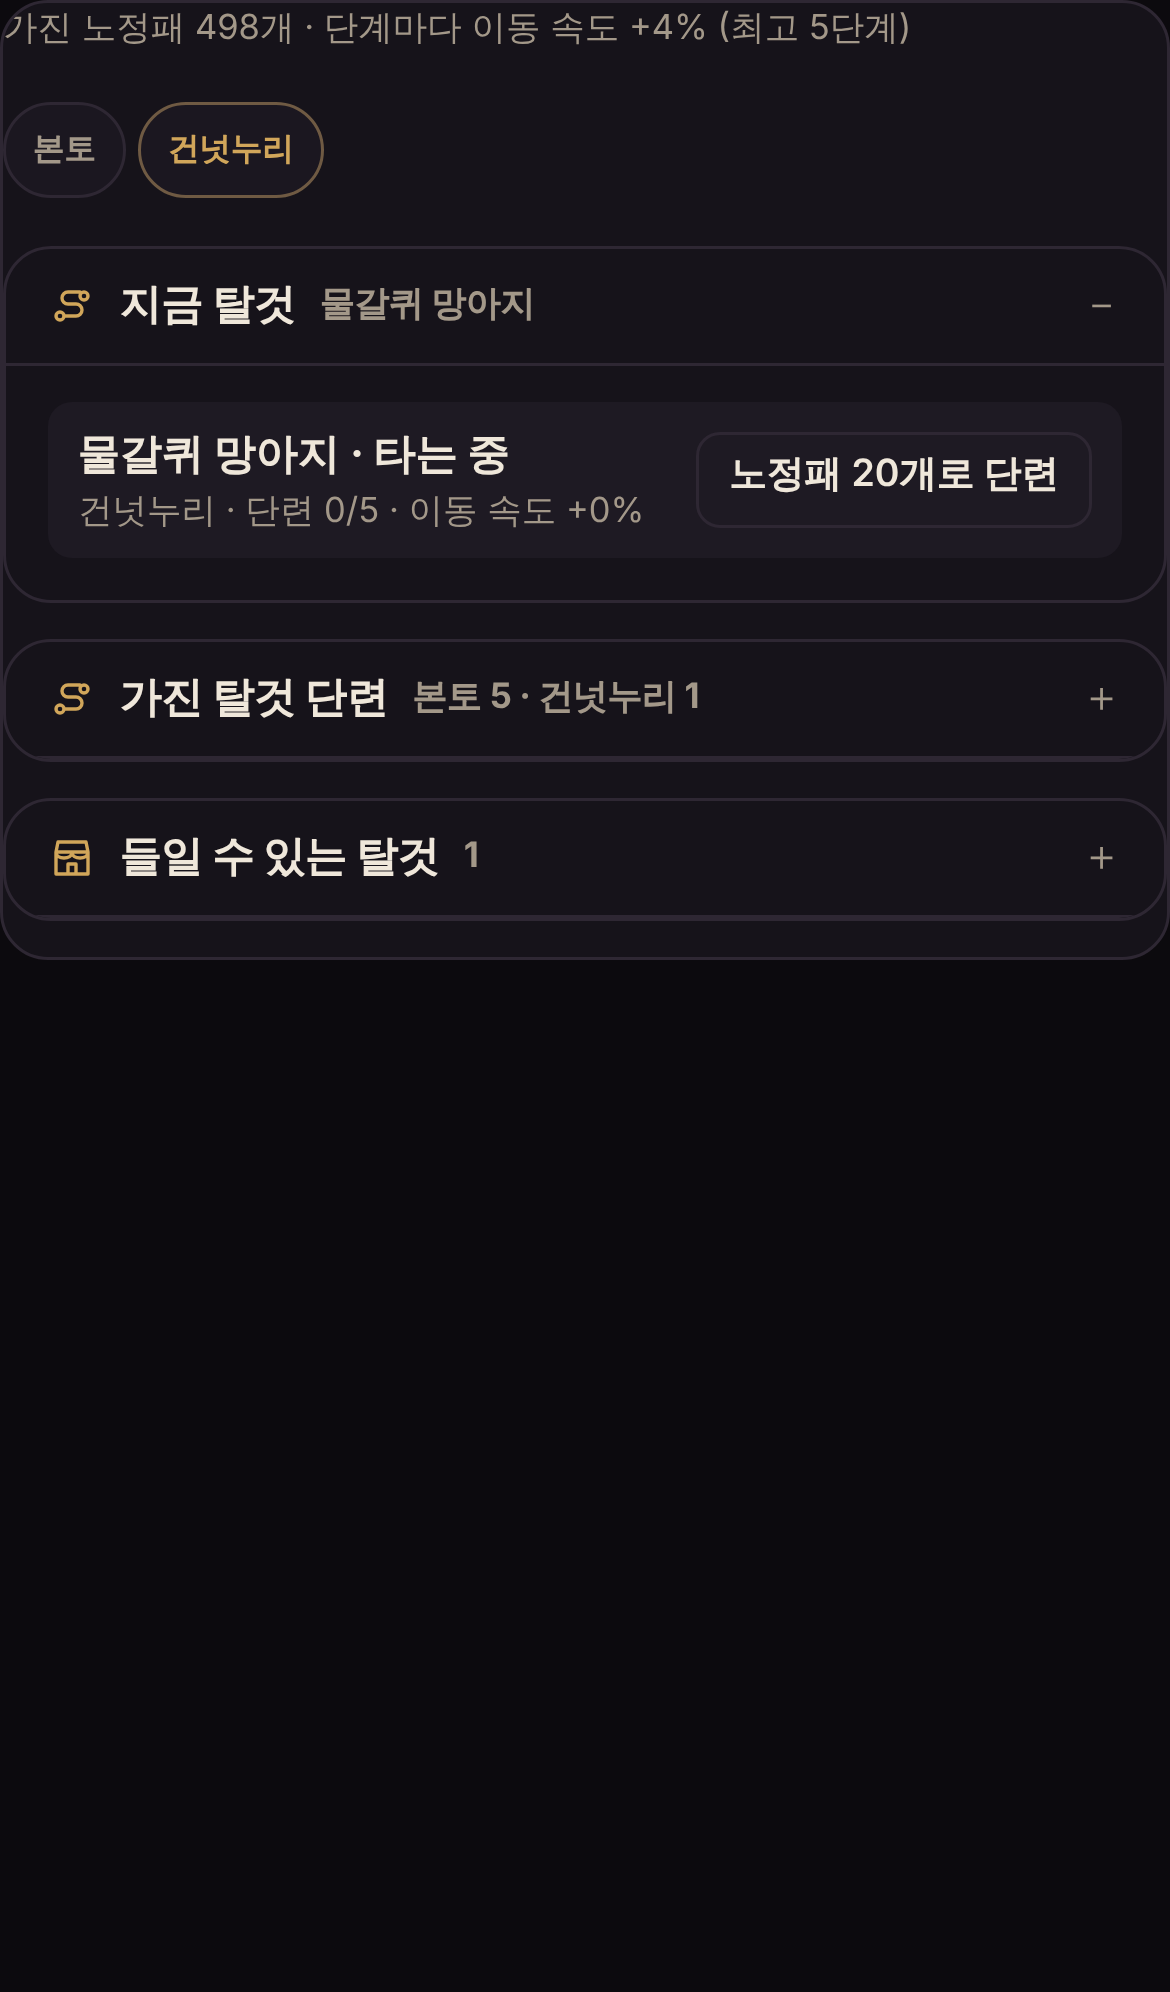 가진 노정패 498개 · 단계마다 이동 속도 +4% (최고 5단계)
본토 건넛누리
지금 탈것 물갈퀴 망아지 −
물갈퀴 망아지 · 타는 중
건넛누리 · 단련 0/5 · 이동 속도 +0%
노정패 20개로 단련
가진 탈것 단련 본토 5 · 건넛누리 1 +
들일 수 있는 탈것 1 +